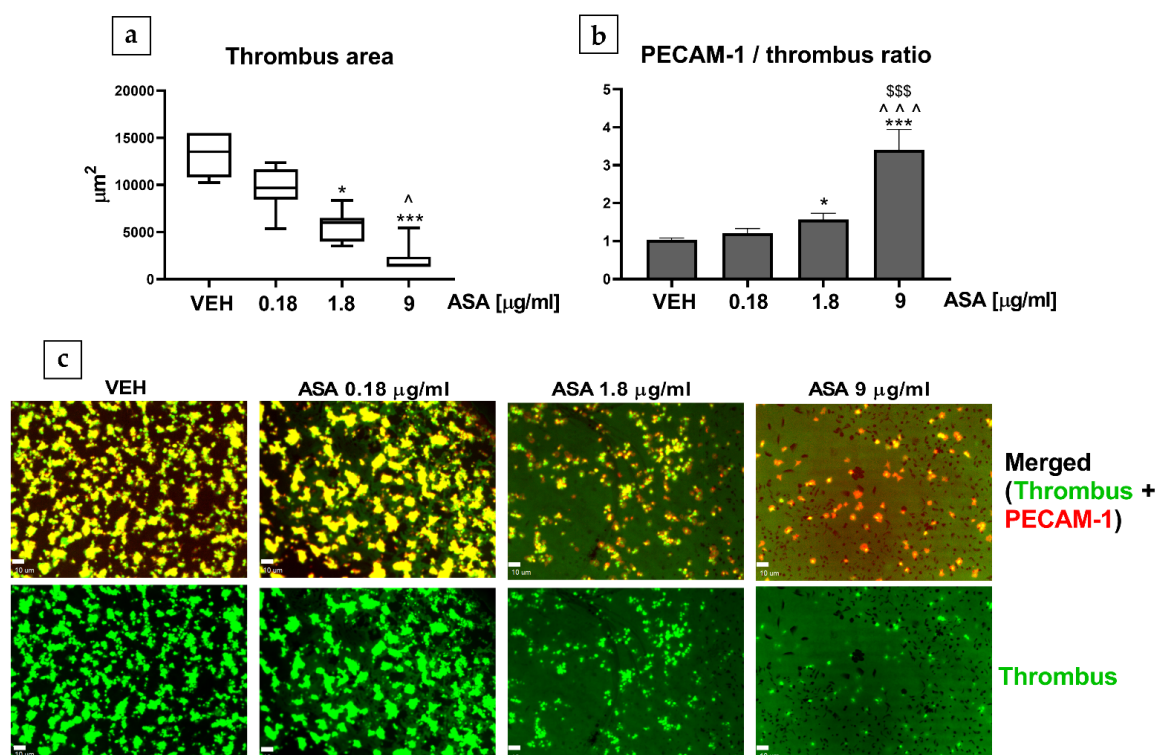 a
Thrombus area
20000
15000
10000
5000
0
μm²
*
^
***
VEH 0.18 1.8 9 ASA [μg/ml]
b
PECAM-1 / thrombus ratio
5
4
3
2
1
0
*
$$$
^ ^ ^
***
VEH 0.18 1.8 9 ASA [μg/ml]
c
VEH ASA 0.18 μg/ml ASA 1.8 μg/ml ASA 9 μg/ml
10 um 10 um 10 um 10 um
Merged
(Thrombus +
PECAM-1)
10 um
Thrombus